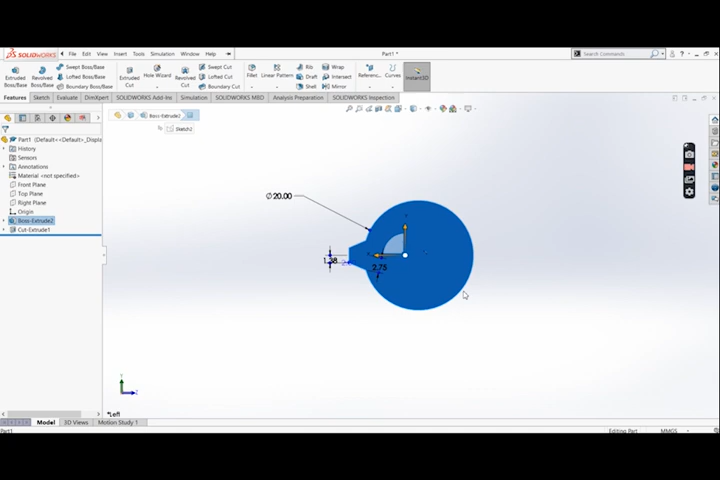 SOLIDWORKS File Edit View Insert Tools Simulation Window Help Part1 * Search Commands
Extruded Boss/Base
Revolved Boss/Base
Swept Boss/Base
Lofted Boss/Base
Boundary Boss/Base
Extruded Cut
Hole Wizard
Revolved Cut
Swept Cut
Lofted Cut
Boundary Cut
Fillet
Linear Pattern
Rib
Draft
Shell
Wrap
Intersect
Mirror
Referenc...
Curves
Instant3D
Features Sketch Evaluate DimXpert SOLIDWORKS Add-Ins Simulation SOLIDWORKS MBD Analysis Preparation SOLIDWORKS Inspection
Boss-Extrude2
Sketch2
Part1 (Default<<Default>_Displa
History
Sensors
Annotations
Material <not specified>
Front Plane
Top Plane
Right Plane
Origin
Boss-Extrude2
Cut-Extrude1
Ø20.00
1.38
2.75
Y
Z
*Left
Model 3D Views Motion Study 1
Part1 Editing Part MMGS